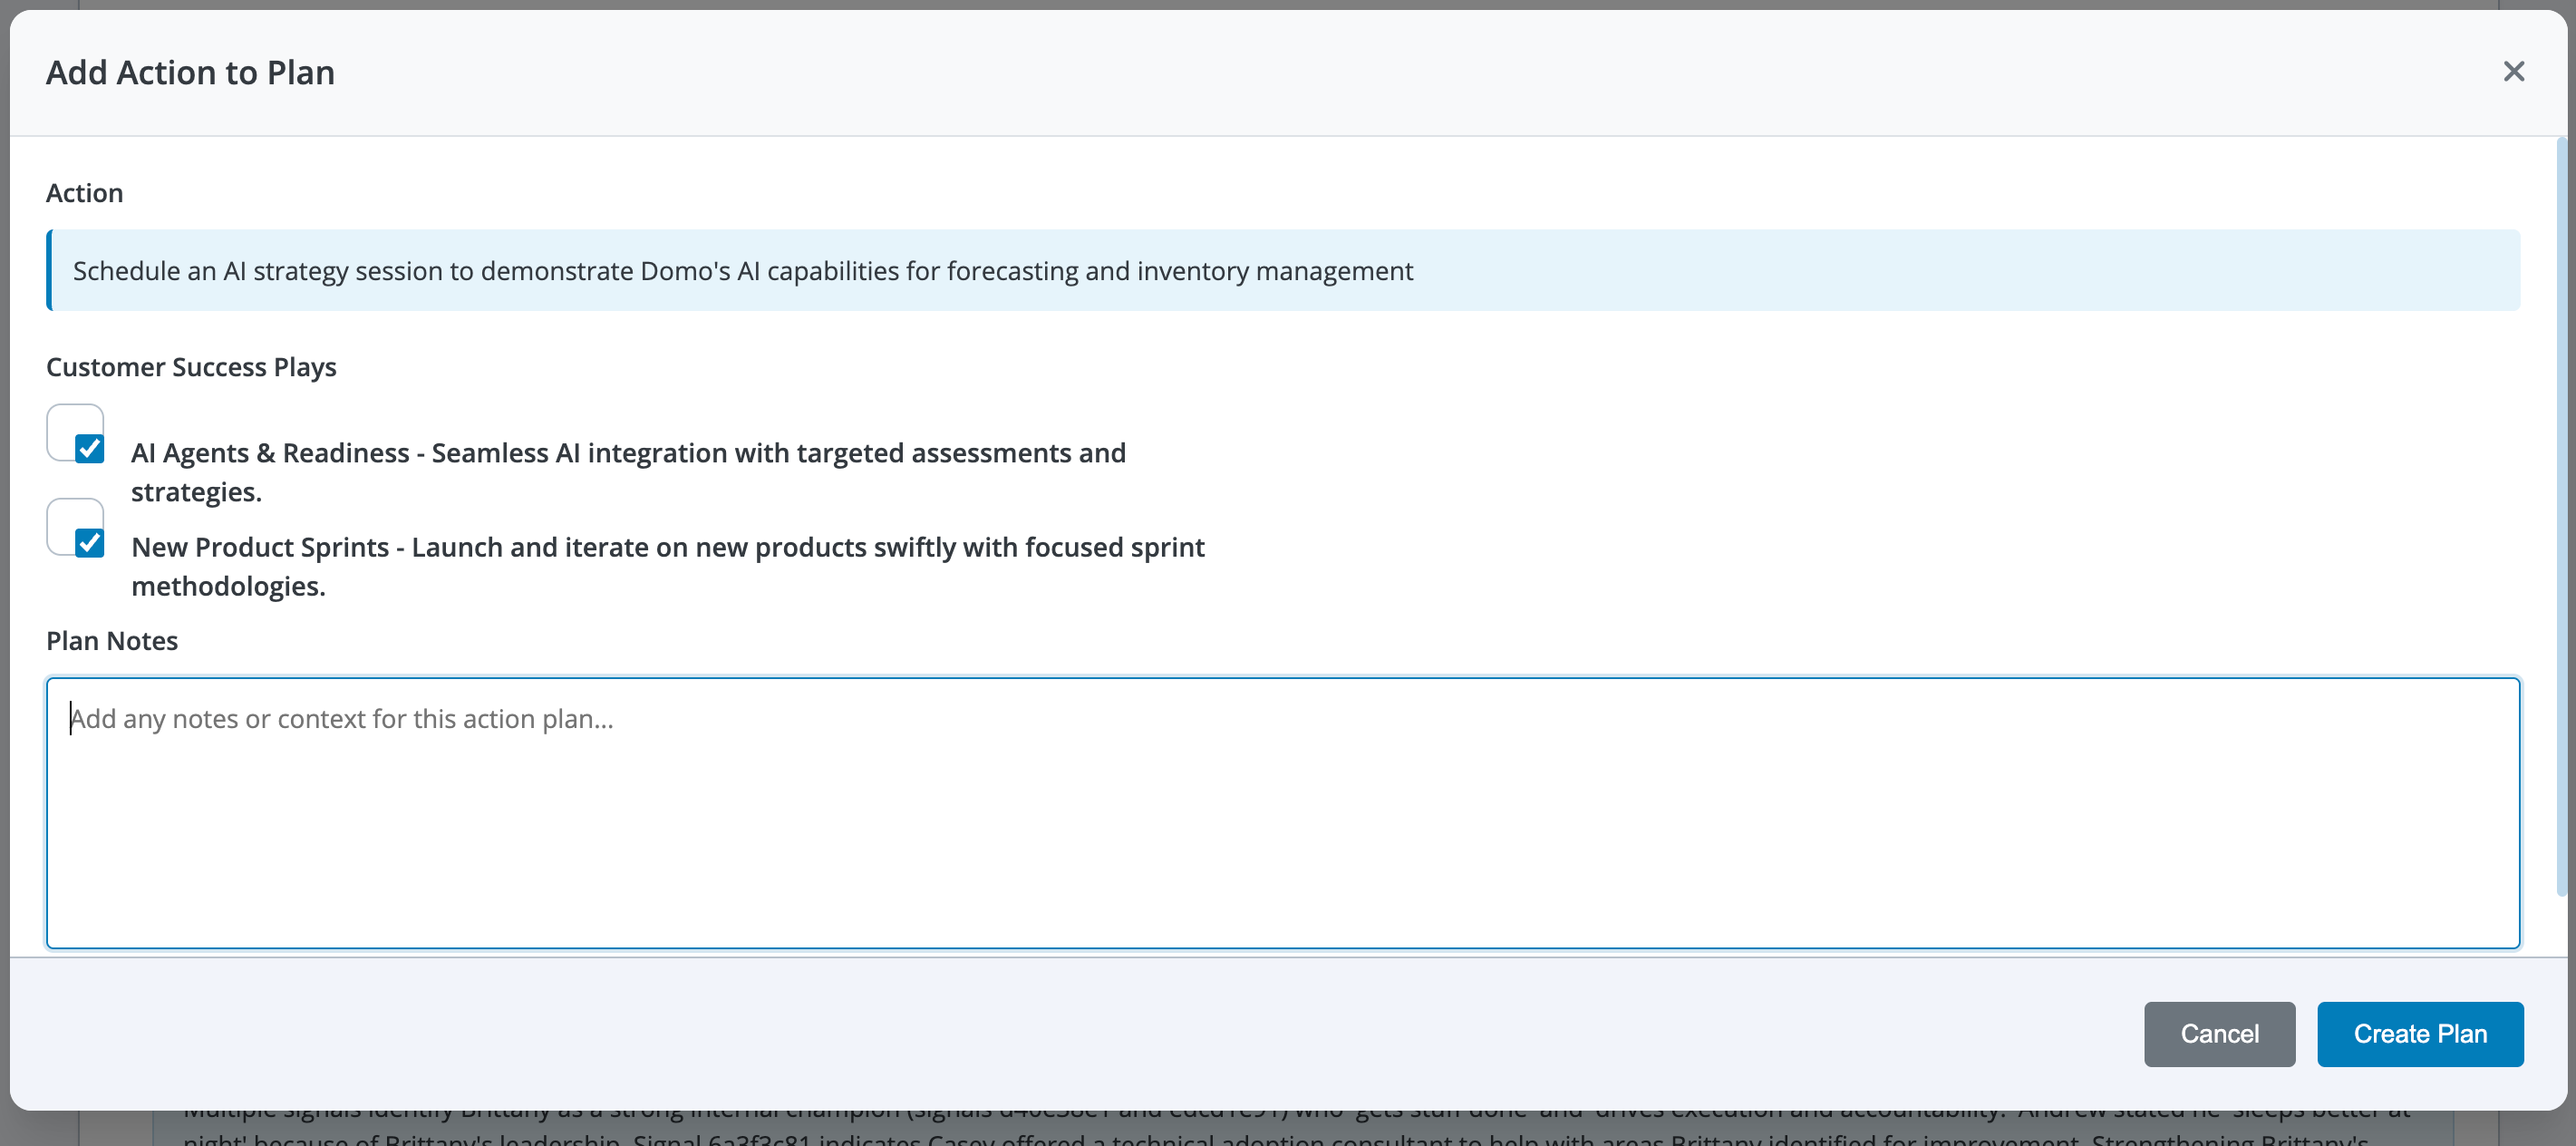 Add Action to Plan
Action
Schedule an AI strategy session to demonstrate Domo's AI capabilities for forecasting and inventory management
Customer Success Plays
AI Agents & Readiness - Seamless AI integration with targeted assessments and
strategies.
New Product Sprints - Launch and iterate on new products swiftly with focused sprint
methodologies.
Plan Notes
Add any notes or context for this action plan...
Cancel
Create Plan
Multiple signals identify Brittany as a strong internal champion (signals and who 'gets stuff done' and 'drives execution and accountability.' Andrew stated he 'sleeps better at
night' because of Brittany's leadership. Signal 6a3f3c81 indicates Casey offered a technical adoption consultant to help with areas Brittany identified for improvement. Strengthening Brittany's